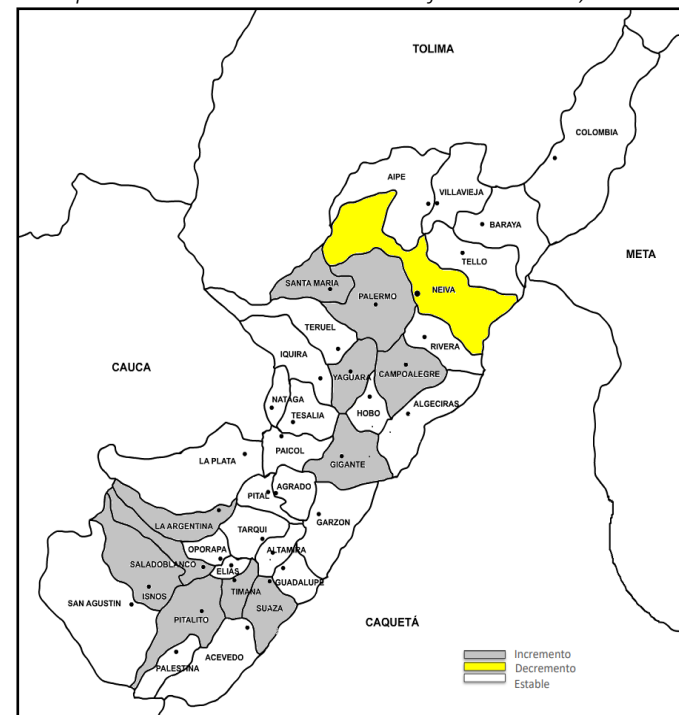 TOLIMA
COLOMBIA
AIPE
VILLAVIEJA
BARAYA
META
TELLO
SANTA MARIA
NEIVA
PALERMO
TERUEL
RIVERA
IQUIRA
CAUCA
YAGUARA
CAMPOALEGRE
NATAGA
ALGECIRAS
TESALIA
HOBO
PAICOL
LA PLATA
GIGANTE
AGRADO
PITAL
GARZON
LA ARGENTINA
TARQUI
OPORAPA
ALTAMIRA
SALADOBLANCO
ELIAS
GUADALUPE
TIMANA
ISNOS
SAN AGUSTIN
SUAZA
PITALITO
CAQUETÁ
ACEVEDO
PALESTINA
Incremento
Decremento
Estable